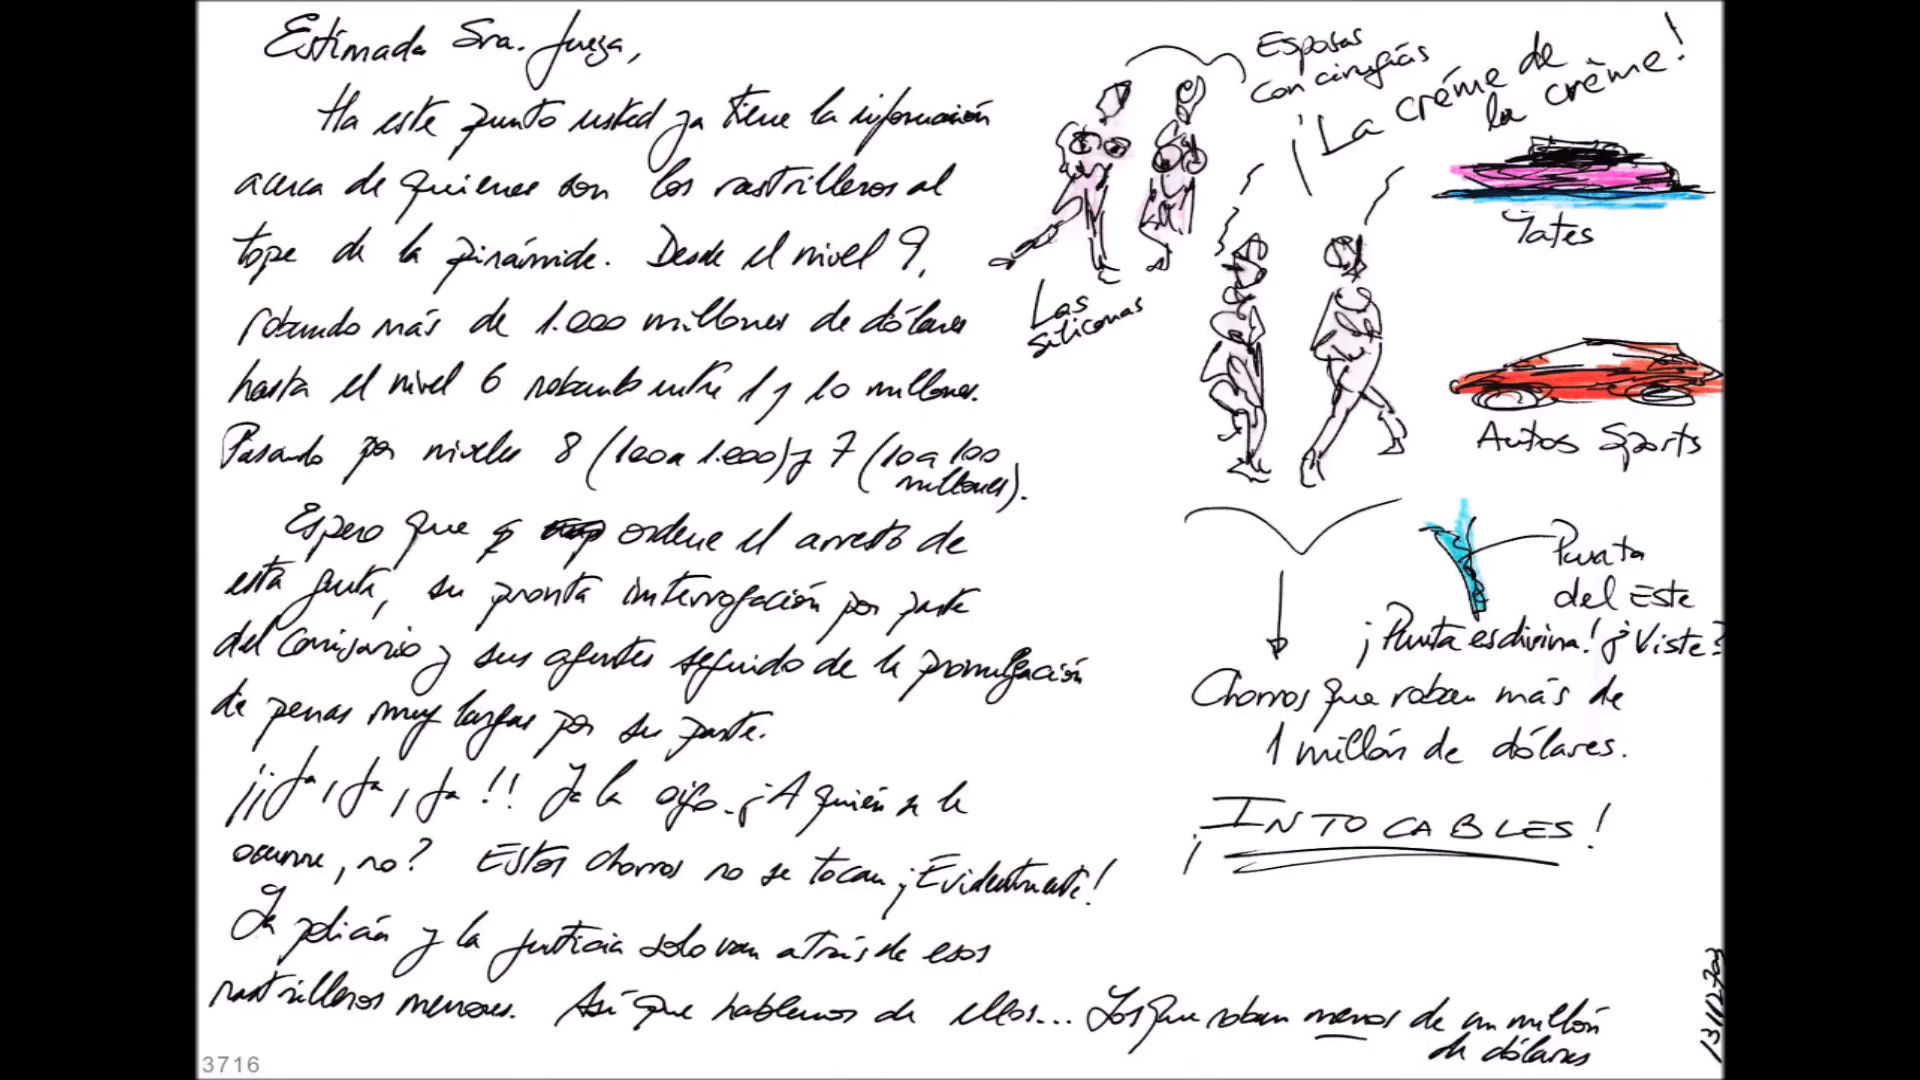 Estimada Sra. Jueza,
Ha este punto usted ya tiene la información
acerca de quienes son los rastrilleros al
tope de la pirámide. Desde el nivel 9,
robando más de 1.000 millones de dólares
hasta el nivel 6 robando entre 1 y 10 millones.
Pasando por niveles 8 (100 a 1.000) y 7 (10 a 100
millones).
Espero que ordene el arresto de
esta gente, su pronta interrogación por parte
del Comisario y sus agentes seguido de la promulgación
de penas muy largas por su parte.
¡¡Ja, Ja, Ja!! Ya la oigo. ¡A quién se le
ocurre, no? Estos chorros no se tocan ¡Evidentemente!
La policía y la justicia solo van atrás de esos
rastrilleros menores. Así que hablemos de ellos... Los que roban menos de un millón
de dólares
Esposas
con cirugías
¡La crème de
la crème!
Las
siliconas
Yates
Autos Sports
Punta
del Este
¡Punta es divina! ¿Viste?
Chorros que roban más de
1 millón de dólares.
¡INTOCABLES!
3716